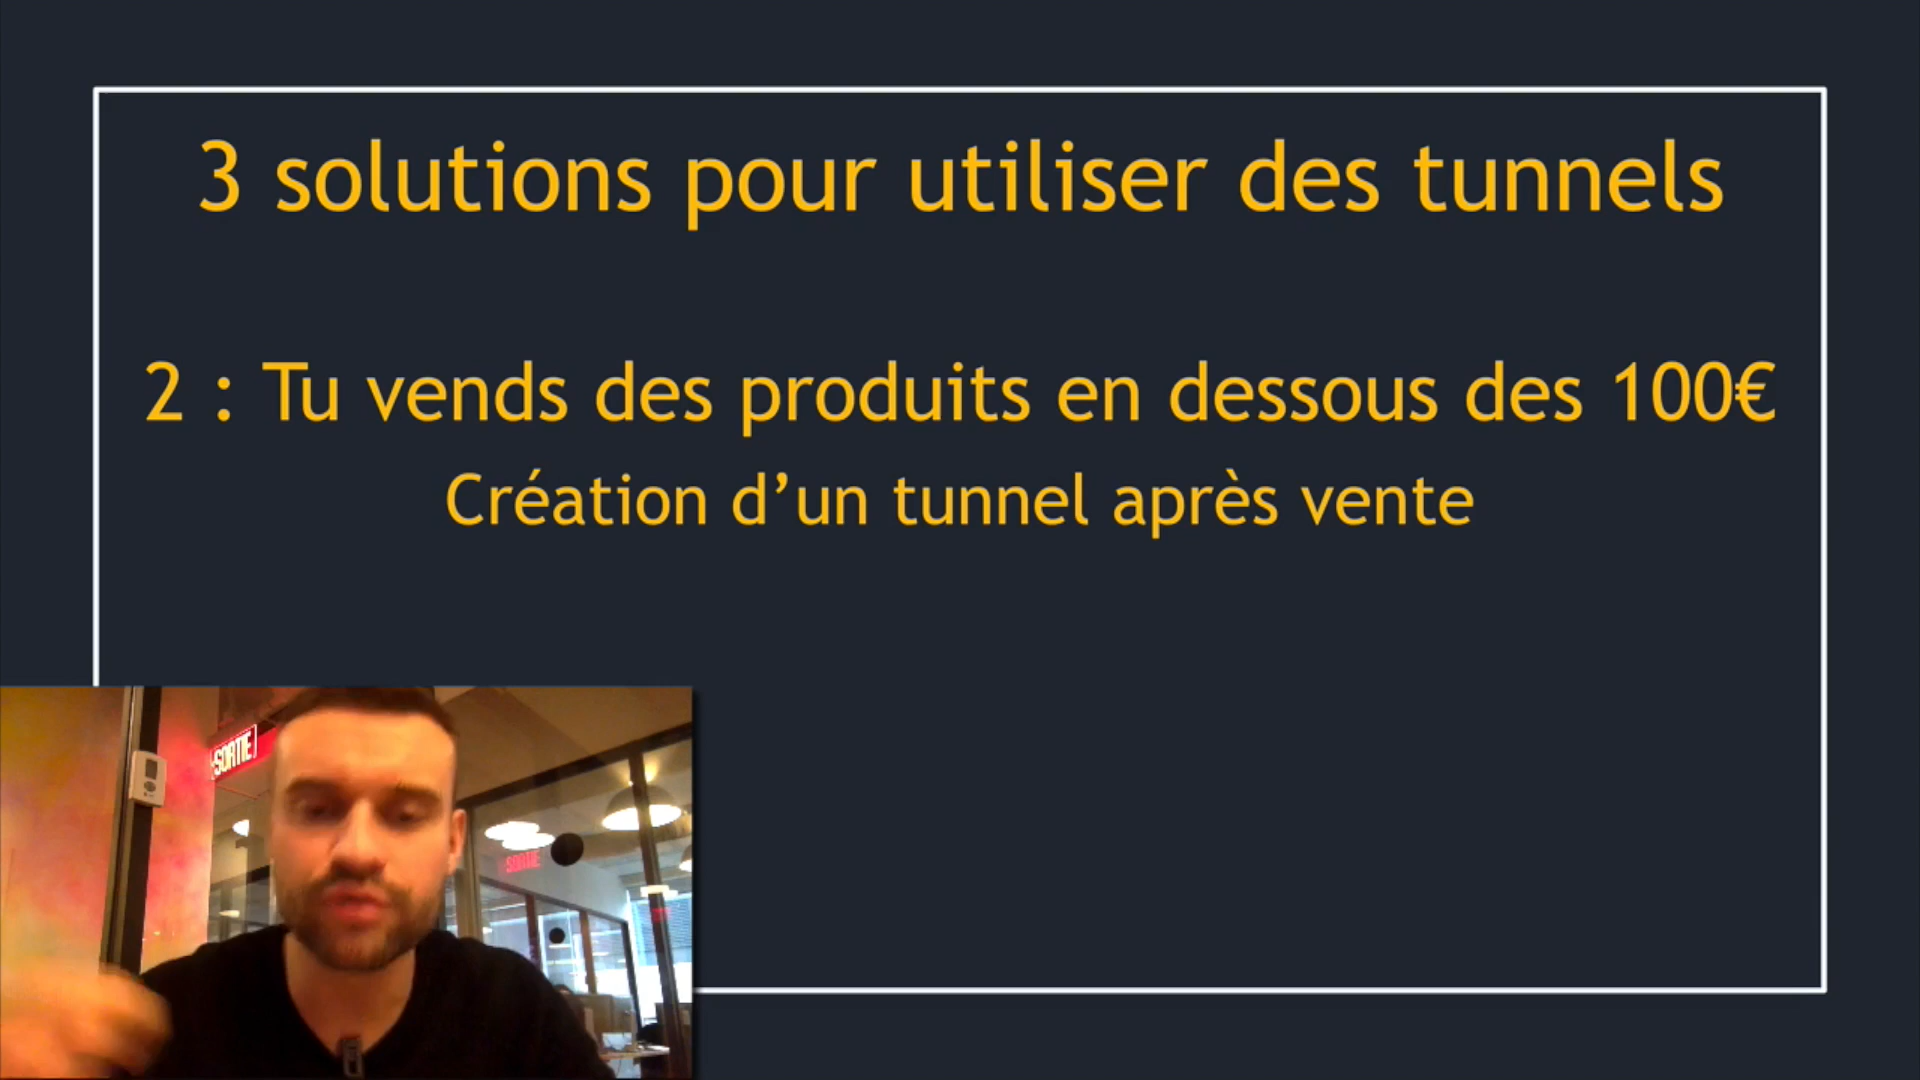 3 solutions pour utiliser des tunnels
2 : Tu vends des produits en dessous des 100€
Création d’un tunnel après vente
SORTIE
SORTIE